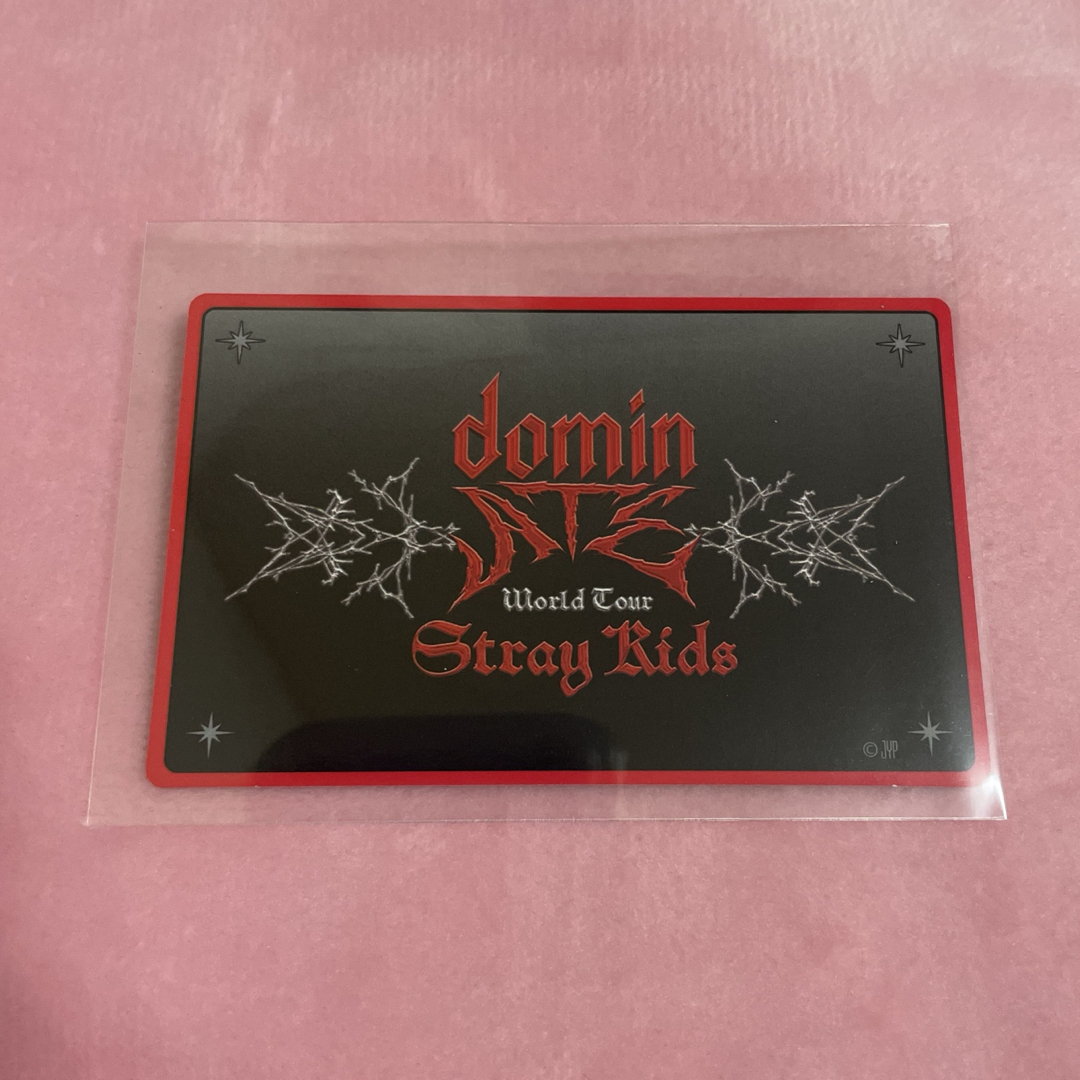 domin
ATE
World Tour
Stray Kids
© JYP